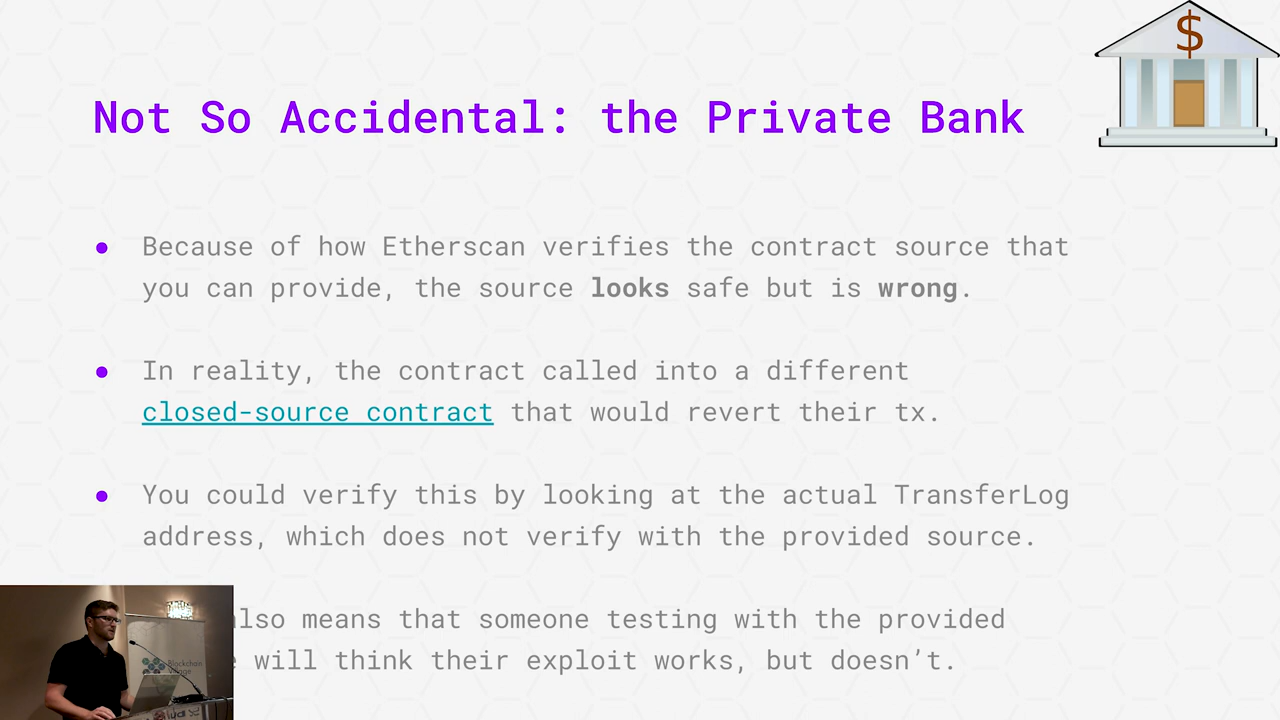 $
Not So Accidental: the Private Bank
● Because of how Etherscan verifies the contract source that
you can provide, the source looks safe but is wrong.
● In reality, the contract called into a different
closed-source contract that would revert their tx.
● You could verify this by looking at the actual TransferLog
address, which does not verify with the provided source.
also means that someone testing with the provided
will think their exploit works, but doesn’t.
Blockchain
Village